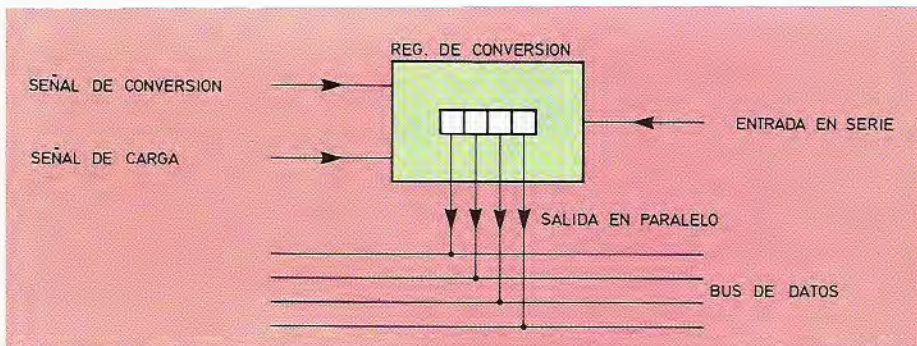 REG. DE CONVERSION
SEÑAL DE CONVERSION
ENTRADA EN SERIE
SEÑAL DE CARGA
SALIDA EN PARALELO
BUS DE DATOS